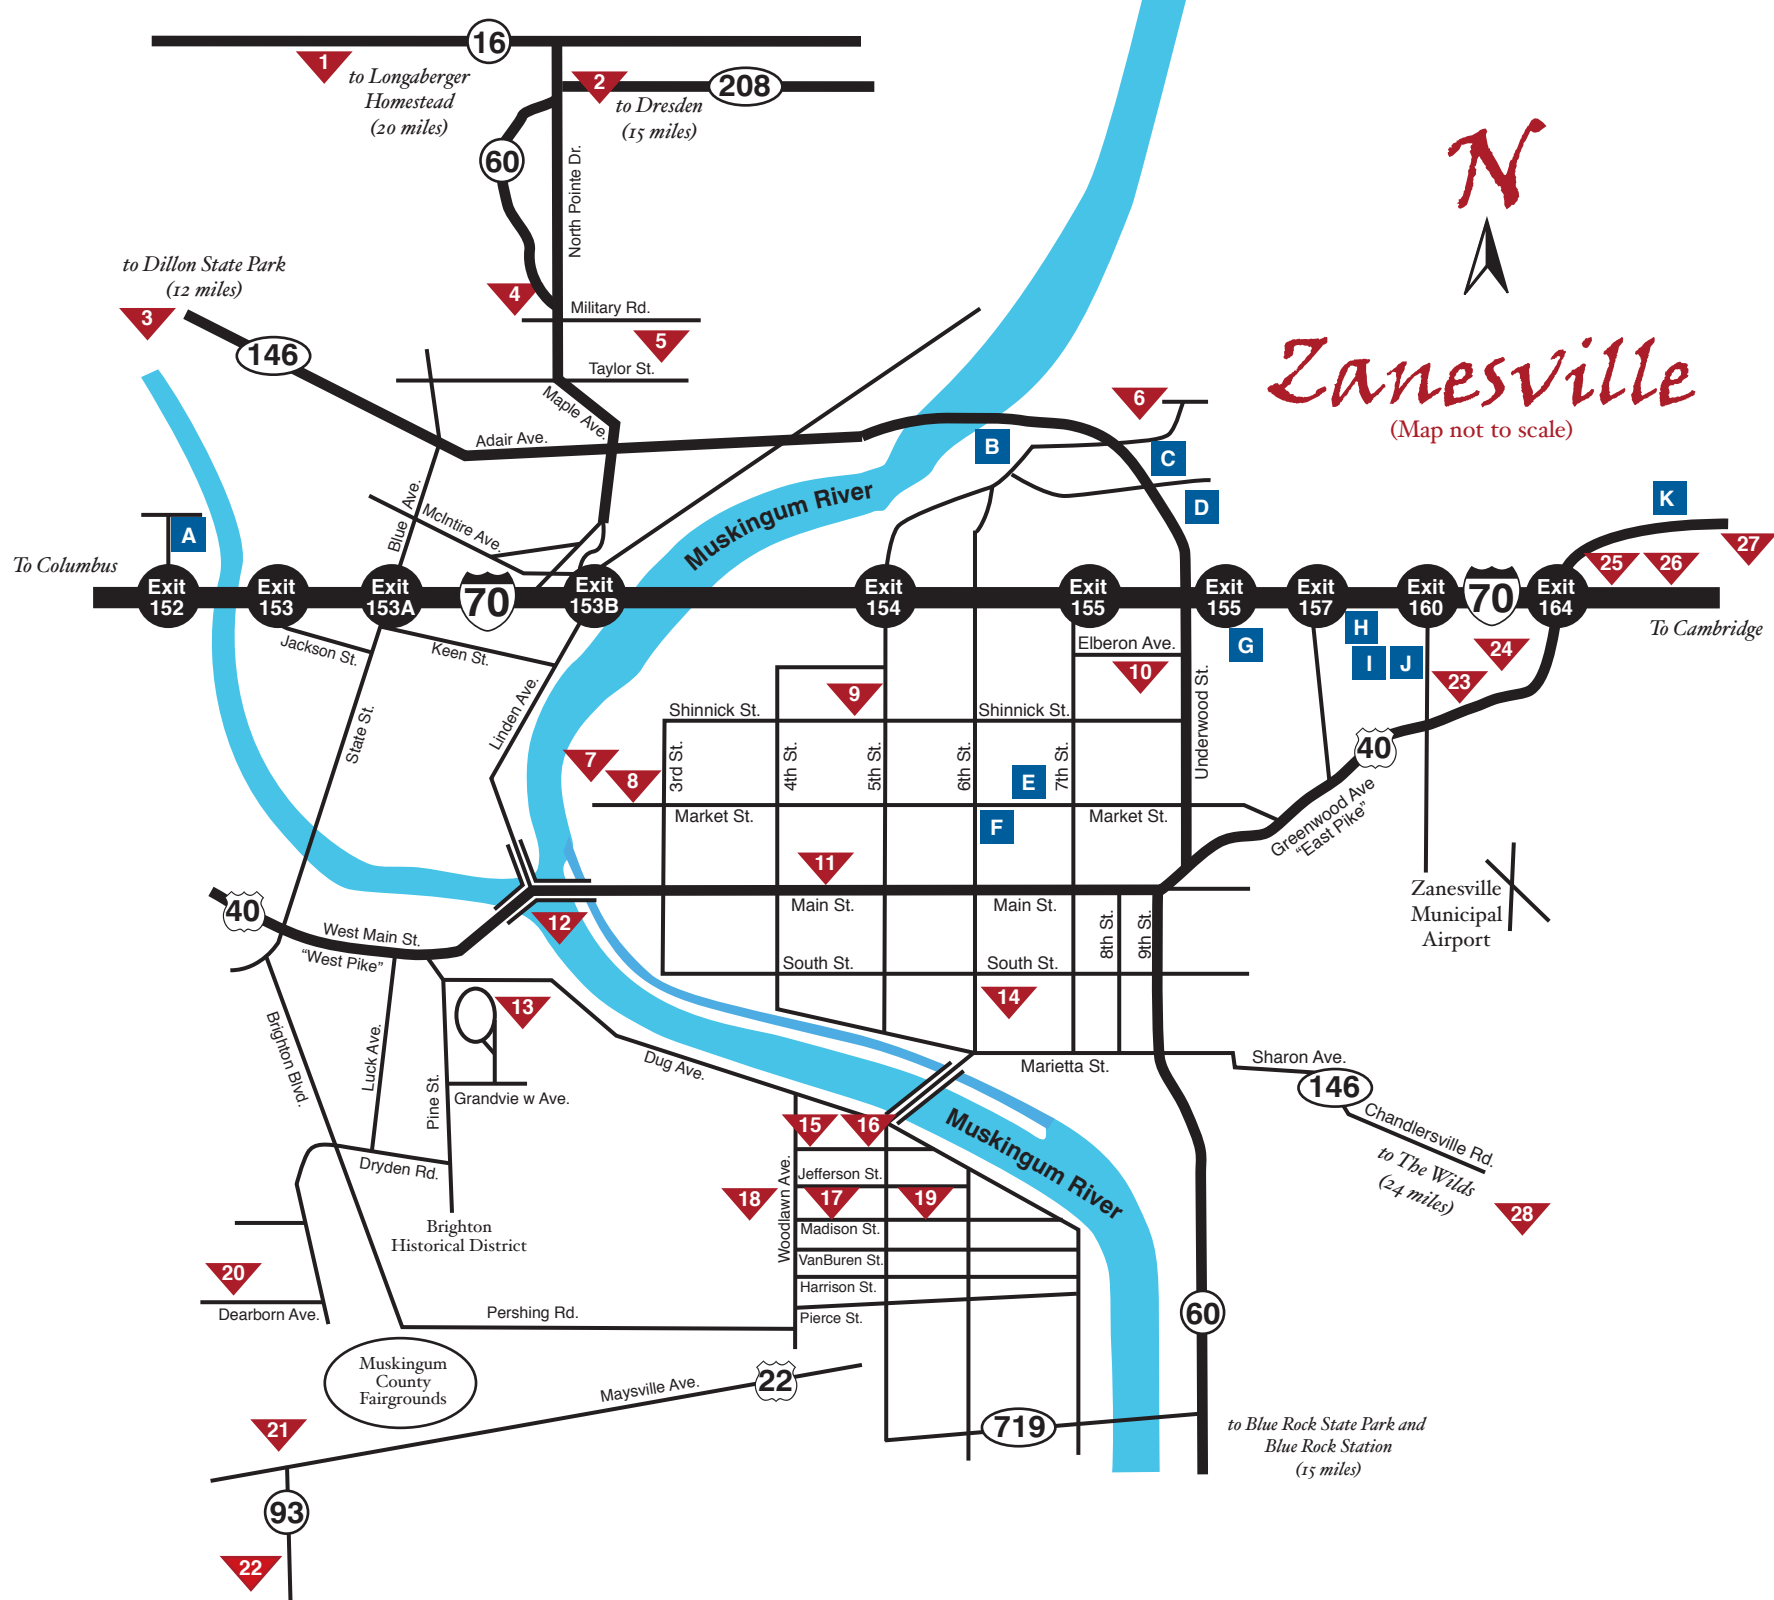 16
1
to Longaberger
Homestead
(20 miles)
2
208
to Dresden
(15 miles)
60
North Pointe Dr.
N
to Dillon State Park
(12 miles)
3
146
4
Military Rd.
5
Taylor St.
Maple Ave.
Adair Ave.
Zanesville
(Map not to scale)
6
B
C
D
K
Blue Ave.
McIntire Ave.
Muskingum River
A
To Columbus
Exit
152
Exit
153
Exit
153A
70
Exit
153B
Exit
154
Exit
155
Exit
155
Exit
157
Exit
160
70
Exit
164
25
26
27
To Cambridge
Jackson St.
Keen St.
Elberon Ave.
10
G
H
I
J
24
23
State St.
Linden Ave.
9
Shinnick St.
Shinnick St.
Underwood St.
7
8
3rd St.
4th St.
5th St.
6th St.
7th St.
E
F
40
Market St.
Market St.
Greenwood Ave
“East Pike”
11
Zanesville
Municipal
Airport
40
West Main St.
“West Pike”
12
Main St.
Main St.
8th St.
9th St.
South St.
South St.
13
14
Brighton Blvd.
Luck Ave.
Pine St.
Grandvie w Ave.
Dug Ave.
Marietta St.
Sharon Ave.
146
Chandlersville Rd.
to The Wilds
(24 miles)
28
Muskingum River
15
16
Dryden Rd.
Jefferson St.
18
17
19
Woodlawn Ave.
Madison St.
Brighton
Historical District
VanBuren St.
20
Harrison St.
Dearborn Ave.
Pershing Rd.
Pierce St.
60
Muskingum
County
Fairgrounds
Maysville Ave.
22
21
719
to Blue Rock State Park and
Blue Rock Station
(15 miles)
93
22